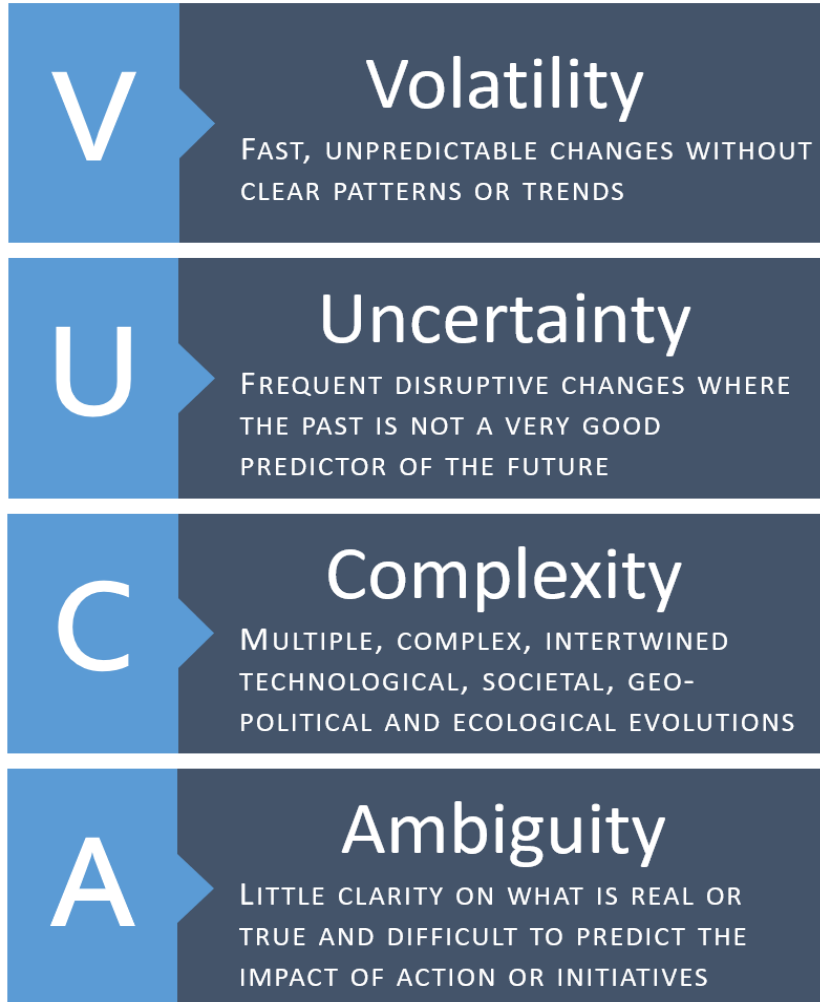 V
Volatility
Fast, unpredictable changes without
clear patterns or trends
U
Uncertainty
Frequent disruptive changes where
the past is not a very good
predictor of the future
C
Complexity
Multiple, complex, intertwined
technological, societal, geo-
political and ecological evolutions
A
Ambiguity
Little clarity on what is real or
true and difficult to predict the
impact of action or initiatives